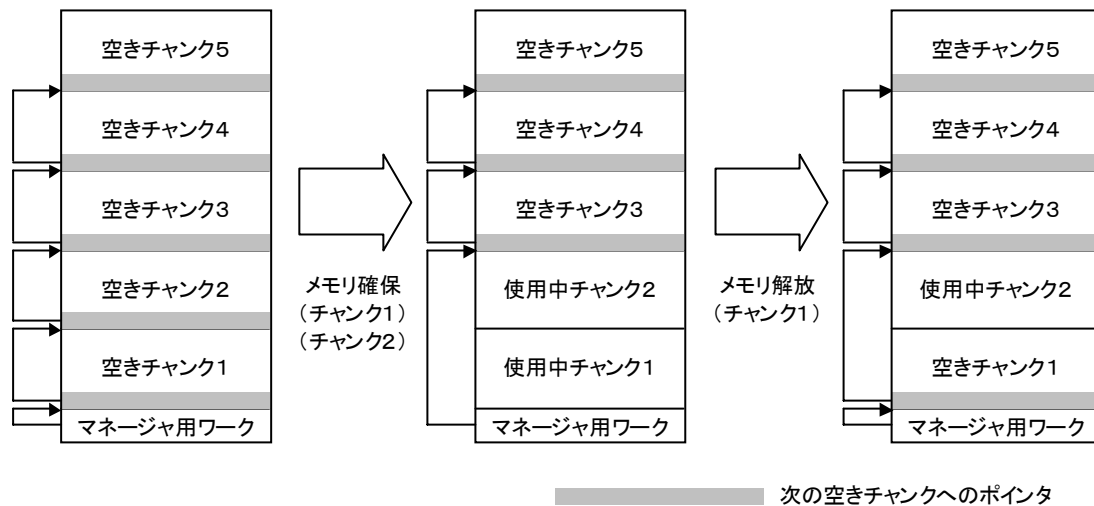 空きチャンク5
空きチャンク4
空きチャンク3
空きチャンク2
空きチャンク1
マネージャ用ワーク
メモリ確保
(チャンク1)
(チャンク2)
空きチャンク5
空きチャンク4
空きチャンク3
使用中チャンク2
使用中チャンク1
マネージャ用ワーク
メモリ解放
(チャンク1)
空きチャンク5
空きチャンク4
空きチャンク3
使用中チャンク2
空きチャンク1
マネージャ用ワーク
次の空きチャンクへのポインタ